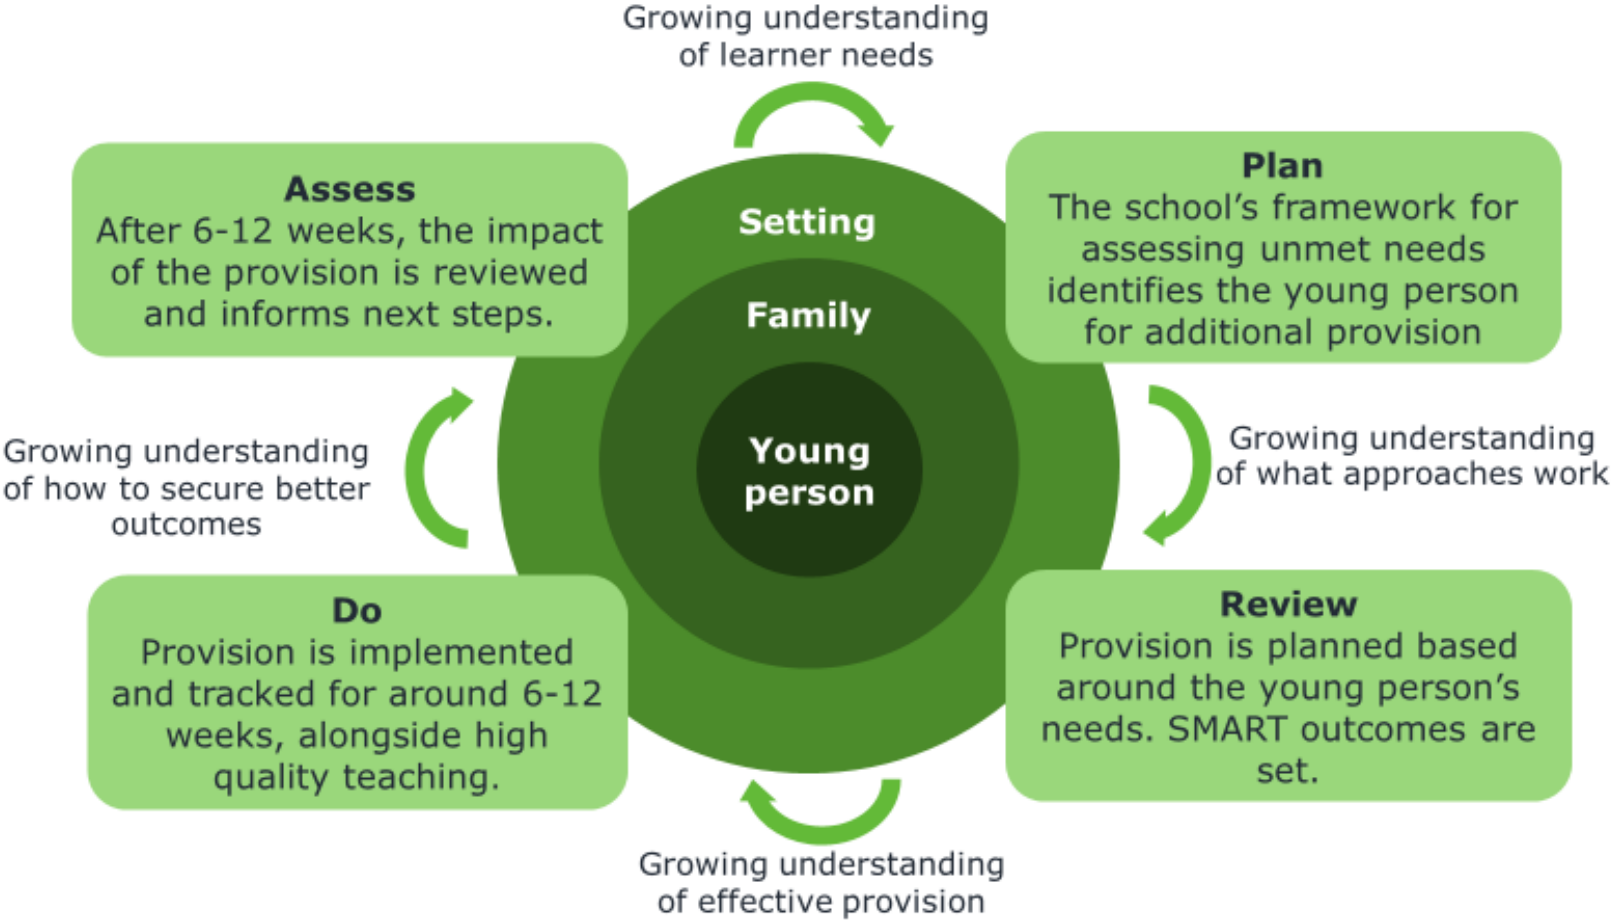 Growing understanding
of learner needs
Assess
After 6-12 weeks, the impact
of the provision is reviewed
and informs next steps.
Plan
The school's framework for
assessing unmet needs
identifies the young person
for additional provision
Setting
Family
Young
person
Growing understanding
of how to secure better
outcomes
Growing understanding
of what approaches work
Do
Provision is implemented
and tracked for around 6-12
weeks, alongside high
quality teaching.
Review
Provision is planned based
around the young person's
needs. SMART outcomes are
set.
Growing understanding
of effective provision